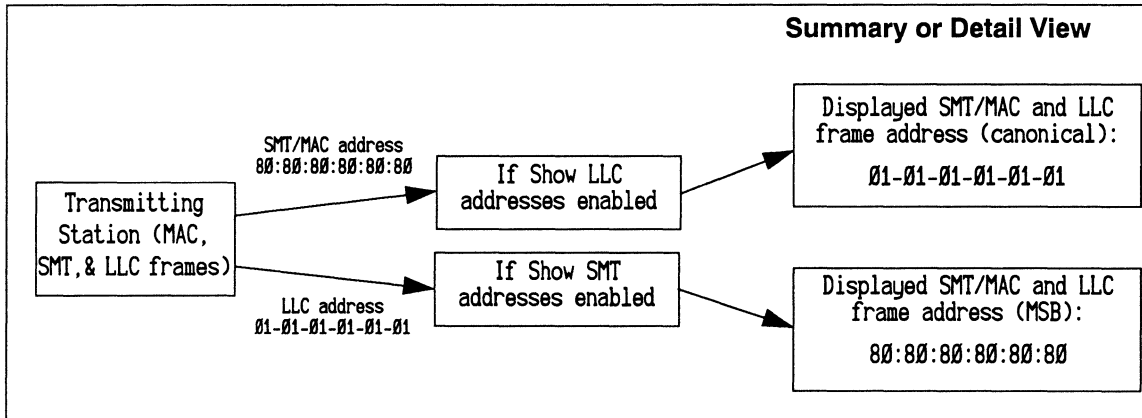 Summary or Detail View
SMT/MAC address
80:80:80:80:80:80
Transmitting
Station (MAC,
SMT,& LLC frames)
LLC address
01-01-01-01-01-01
If Show LLC
addresses enabled
If Show SMT
addresses enabled
Displayed SMT/MAC and LLC
frame address (canonical):
01-01-01-01-01-01
Displayed SMT/MAC and LLC
frame address (MSB):
80:80:80:80:80:80